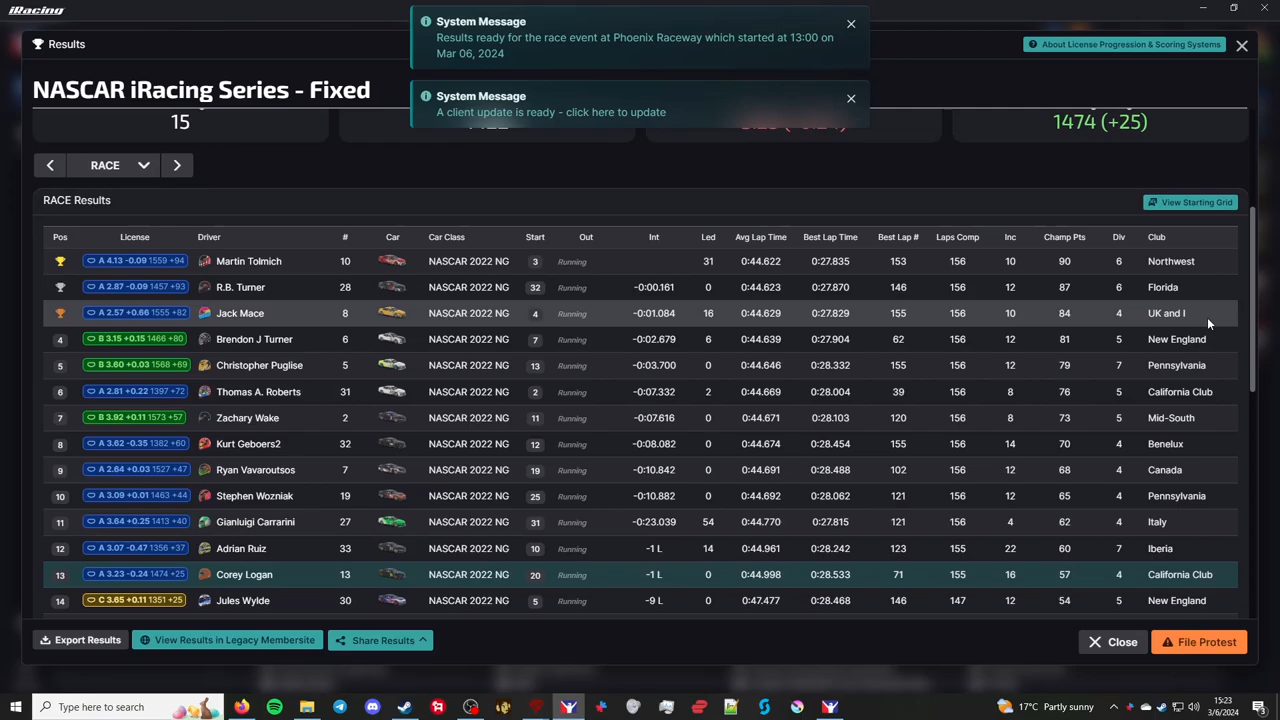 iRacing
System Message
Results ready for the race event at Phoenix Raceway which started at 13:00 on
Mar 06, 2024
System Message
A client update is ready - click here to update
Results
About License Progression & Scoring Systems
NASCAR iRacing Series - Fixed
15
1474 (+25)
RACE
RACE Results
View Starting Grid
Pos License Driver # Car Car Class Start Out Int Led Avg Lap Time Best Lap Time Best Lap # Laps Comp Inc Champ Pts Div Club
A 4.13 -0.09 1559 +94 Martin Tolmich 10 NASCAR 2022 NG 3 Running 31 0:44.622 0:27.835 153 156 10 90 6 Northwest
A 2.87 -0.09 1457 +93 R.B. Turner 28 NASCAR 2022 NG 32 Running -0:00.161 0 0:44.623 0:27.870 146 156 12 87 6 Florida
A 2.57 +0.66 1555 +82 Jack Mace 8 NASCAR 2022 NG 4 Running -0:01.084 16 0:44.629 0:27.829 155 156 10 84 4 UK and I
4 B 3.15 +0.15 1466 +80 Brendon J Turner 6 NASCAR 2022 NG 7 Running -0:02.679 6 0:44.639 0:27.904 62 156 12 81 5 New England
5 B 3.60 +0.03 1568 +69 Christopher Puglise 5 NASCAR 2022 NG 13 Running -0:03.700 0 0:44.646 0:28.332 155 156 12 79 7 Pennsylvania
6 A 2.81 +0.22 1397 +72 Thomas A. Roberts 31 NASCAR 2022 NG 2 Running -0:07.332 2 0:44.669 0:28.004 39 156 8 76 5 California Club
7 B 3.92 +0.11 1573 +57 Zachary Wake 2 NASCAR 2022 NG 11 Running -0:07.616 0 0:44.671 0:28.103 120 156 8 73 5 Mid-South
8 A 3.62 -0.35 1382 +60 Kurt Geboers2 32 NASCAR 2022 NG 12 Running -0:08.082 0 0:44.674 0:28.454 155 156 14 70 4 Benelux
9 A 2.64 +0.03 1527 +47 Ryan Vavaroutsos 7 NASCAR 2022 NG 19 Running -0:10.842 0 0:44.691 0:28.488 102 156 12 68 4 Canada
10 A 3.09 +0.01 1463 +44 Stephen Wozniak 19 NASCAR 2022 NG 25 Running -0:10.882 0 0:44.692 0:28.062 121 156 12 65 4 Pennsylvania
11 A 3.64 +0.25 1413 +40 Gianluigi Carrarini 27 NASCAR 2022 NG 31 Running -0:23.039 54 0:44.770 0:27.815 121 156 4 62 4 Italy
12 A 3.07 -0.47 1356 +37 Adrian Ruiz 33 NASCAR 2022 NG 10 Running -1 L 14 0:44.961 0:28.242 123 155 22 60 7 Iberia
13 A 3.23 -0.24 1474 +25 Corey Logan 13 NASCAR 2022 NG 20 Running -1 L 0 0:44.998 0:28.533 71 155 16 57 4 California Club
14 C 3.65 +0.11 1351 +25 Jules Wylde 30 NASCAR 2022 NG 5 Running -9 L 0 0:47.477 0:28.468 146 147 12 54 5 New England
Export Results
View Results in Legacy Membersite
Share Results
Close
File Protest
Type here to search
17°C Partly sunny
15:23
3/6/2024